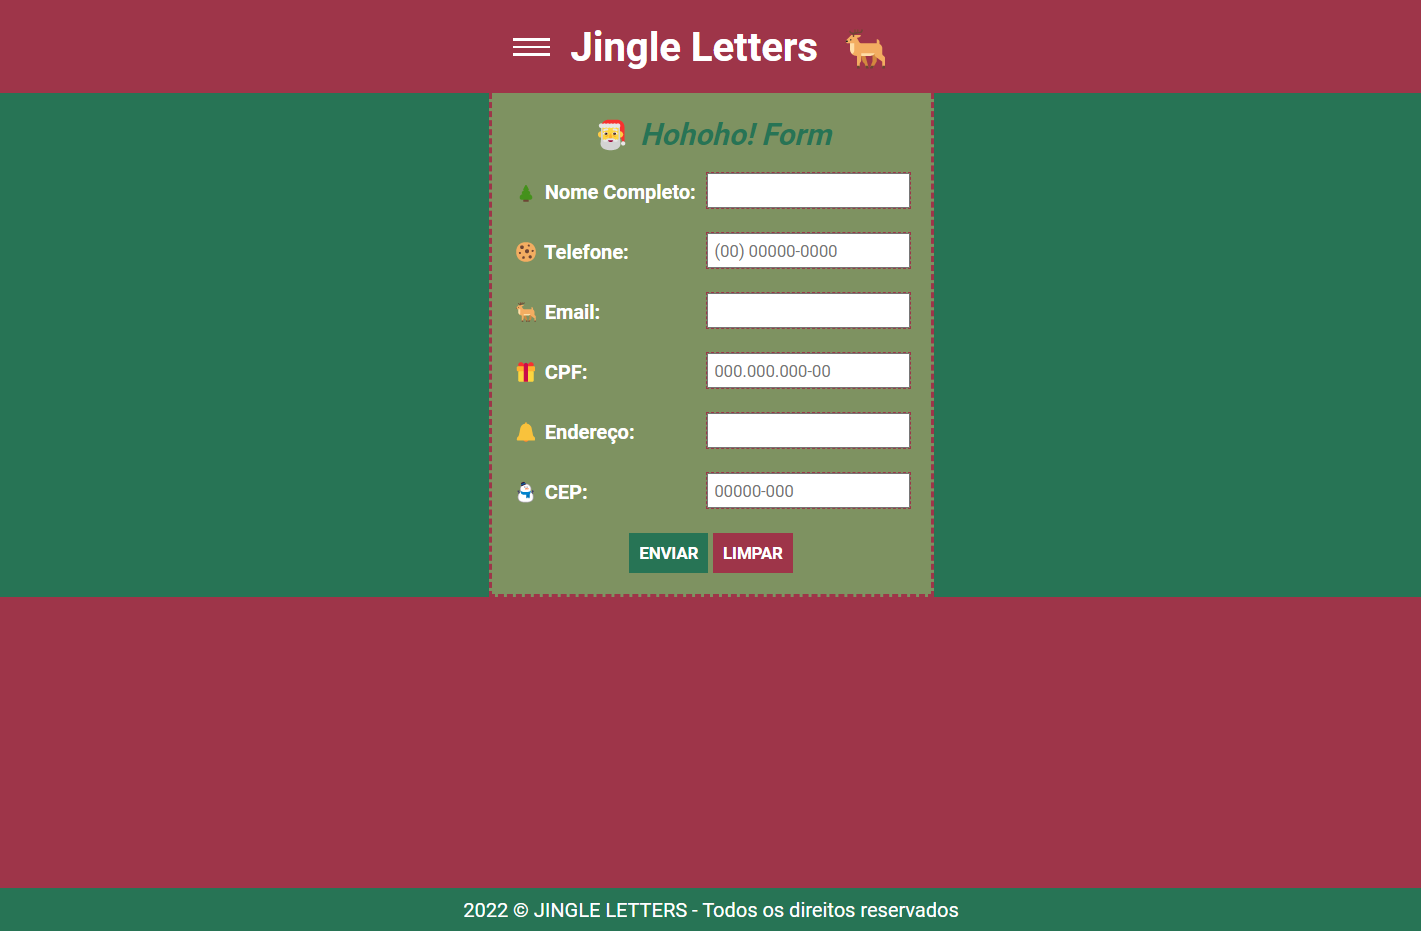 Jingle Letters
Hohoho! Form
Nome Completo:
Telefone: (00) 00000-0000
Email:
CPF: 000.000.000-00
Endereço:
CEP: 00000-000
ENVIAR LIMPAR
2022 © JINGLE LETTERS - Todos os direitos reservados